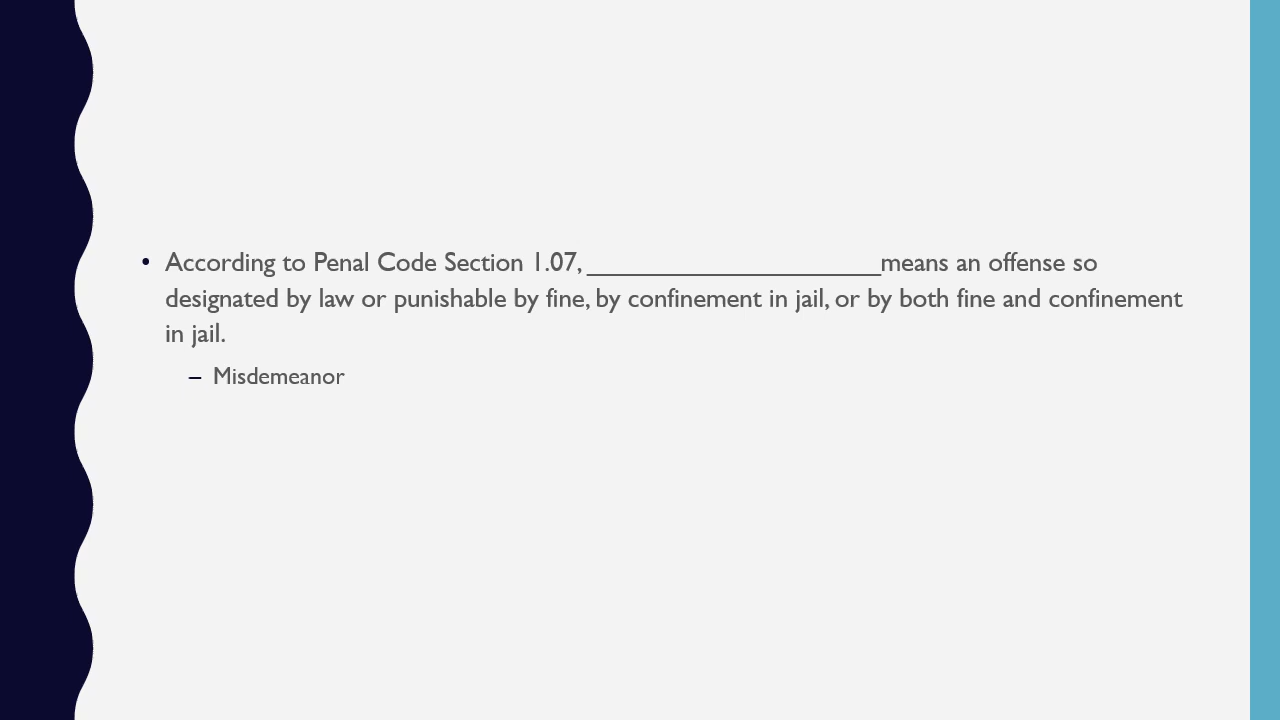 • According to Penal Code Section 1.07, ______________________means an offense so
designated by law or punishable by fine, by confinement in jail, or by both fine and confinement
in jail.
– Misdemeanor